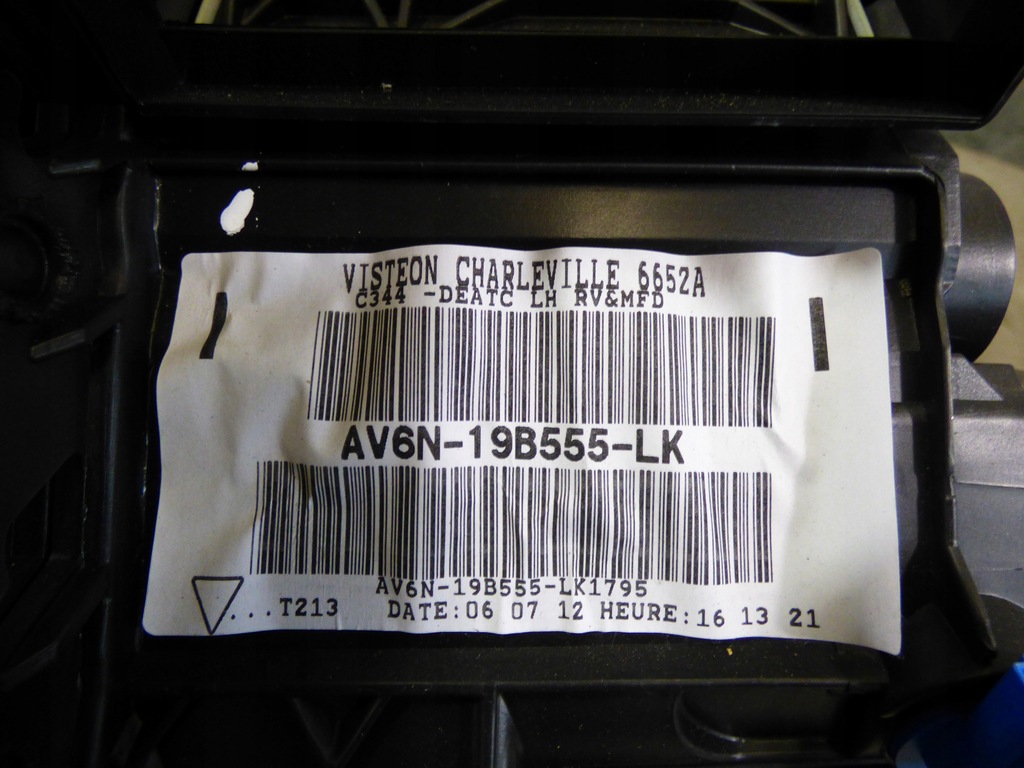 VISTEON CHARLEVILLE 6652A
C344 -DEATC LH RV&MFD
AV6N-19B555-LK
AV6N-19B555-LK1795
...T213 DATE:06 07 12 HEURE:16 13 21